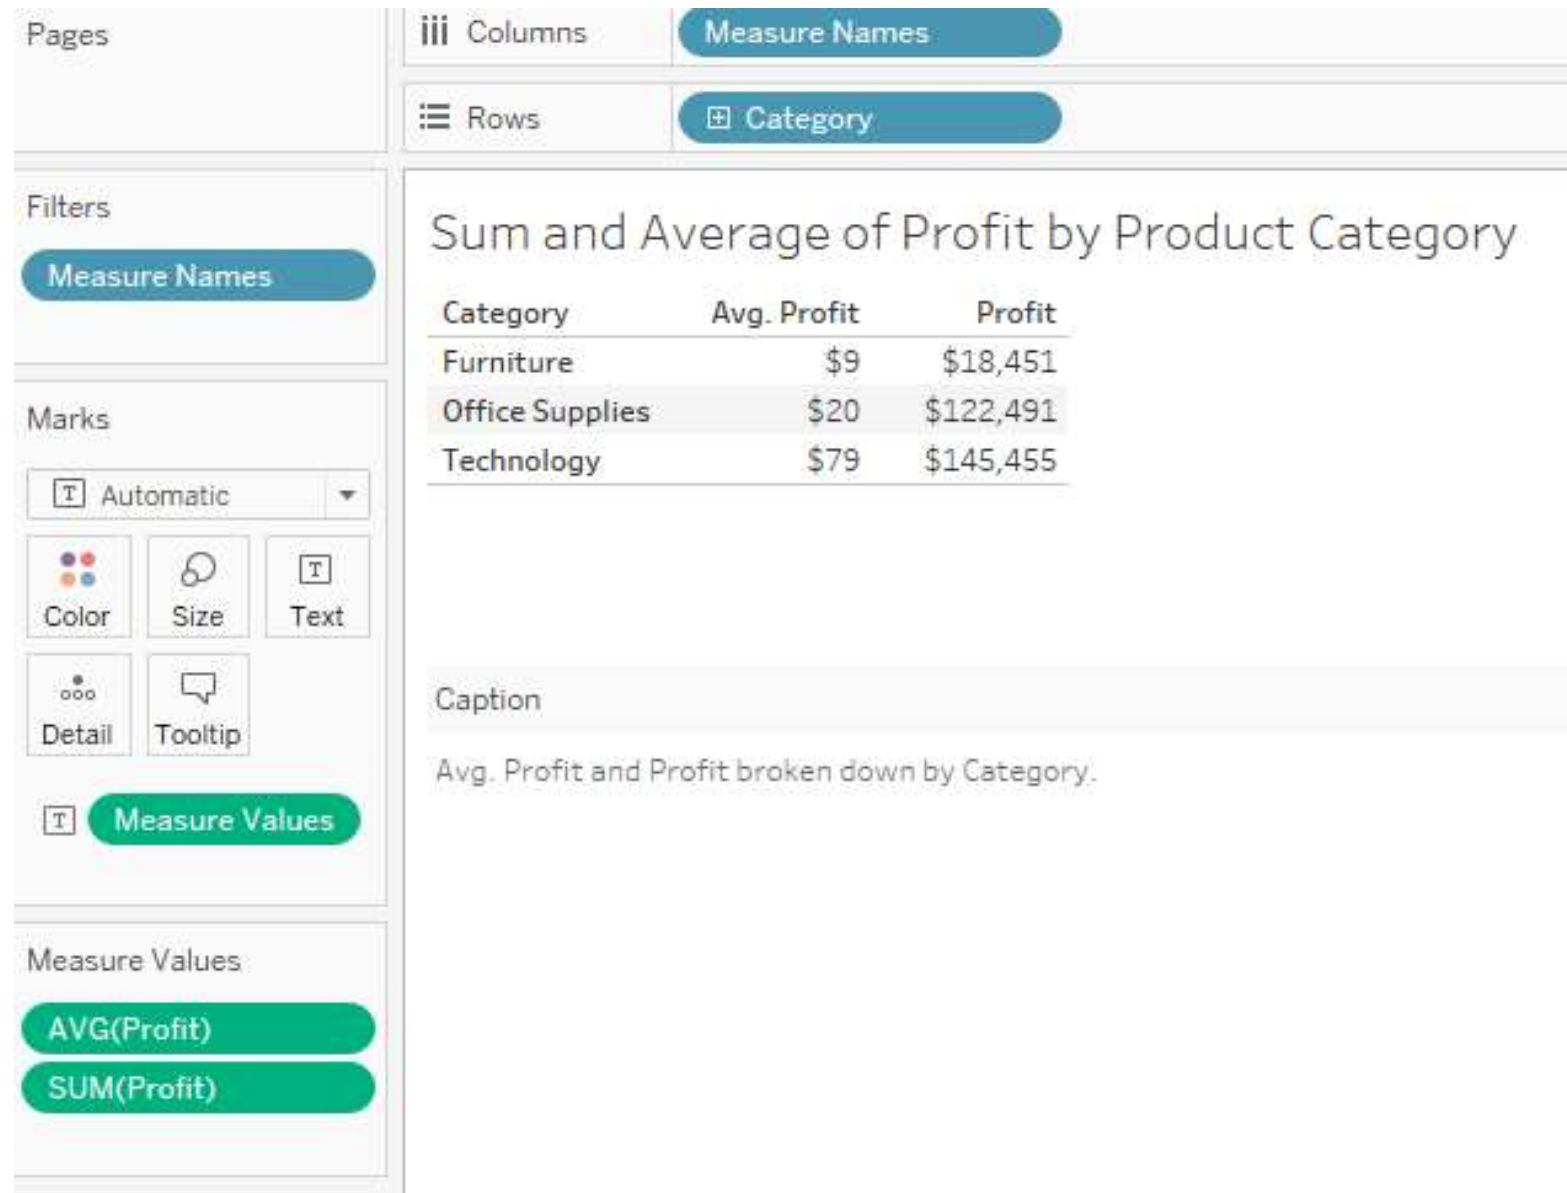 Pages
Columns Measure Names
Rows Category
Filters
Measure Names
Marks
Automatic
Color Size Text
Detail Tooltip
Measure Values
Measure Values
AVG(Profit)
SUM(Profit)
Sum and Average of Profit by Product Category
Category Avg. Profit Profit
Furniture $9 $18,451
Office Supplies $20 $122,491
Technology $79 $145,455
Caption
Avg. Profit and Profit broken down by Category.